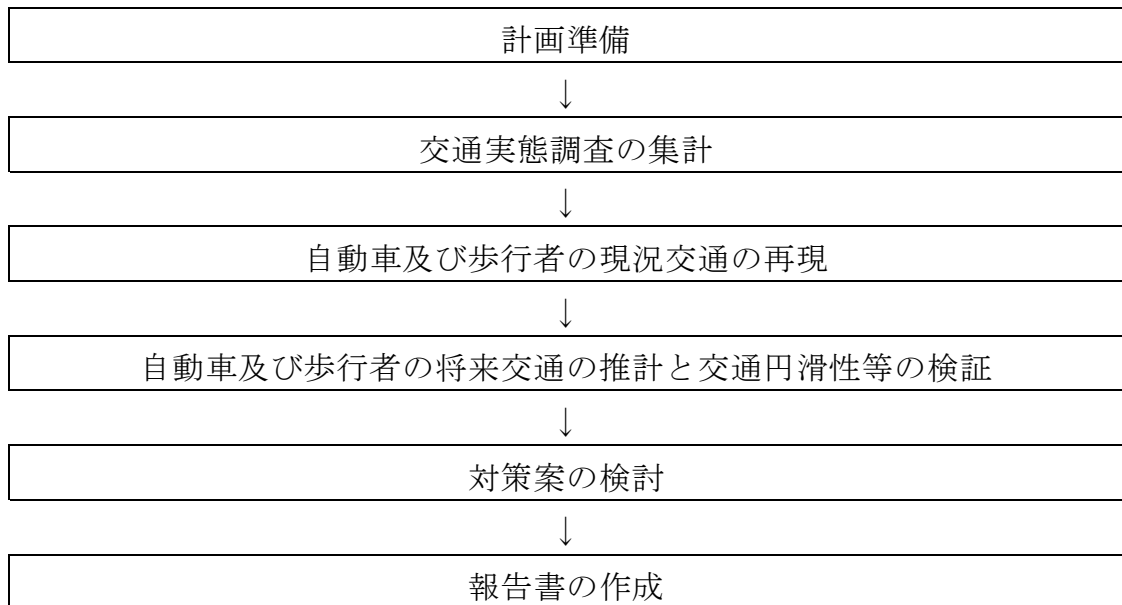 計画準備
↓
交通実態調査の集計
↓
自動車及び歩行者の現況交通の再現
↓
自動車及び歩行者の将来交通の推計と交通円滑性等の検証
↓
対策案の検討
↓
報告書の作成